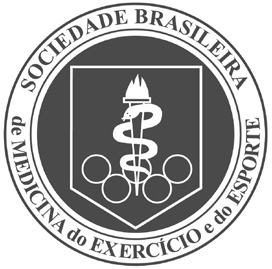 SOCIEDADE BRASILEIRA
de MEDICINA do EXERCÍCIO e do ESPORTE